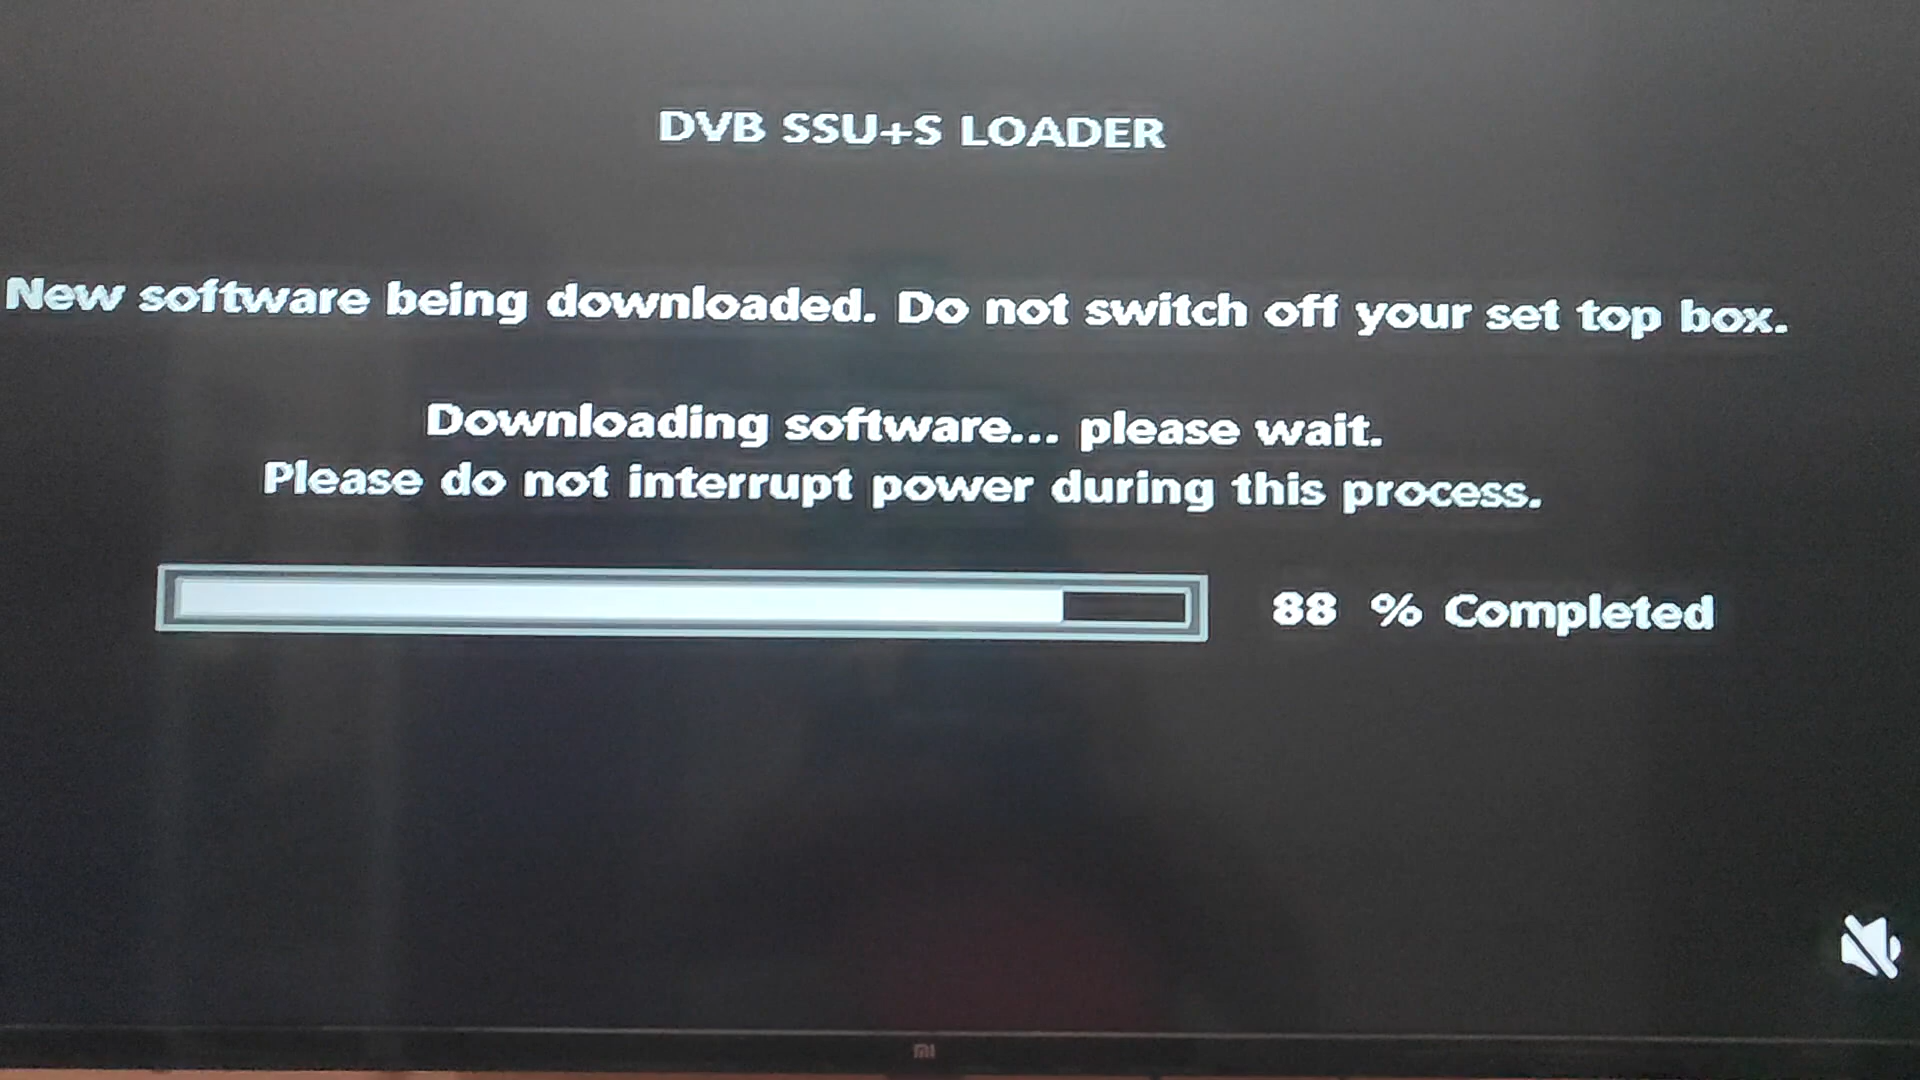 DVB SSU+S LOADER
New software being downloaded. Do not switch off your set top box.
Downloading software... please wait.
Please do not interrupt power during this process.
88 % Completed
mi